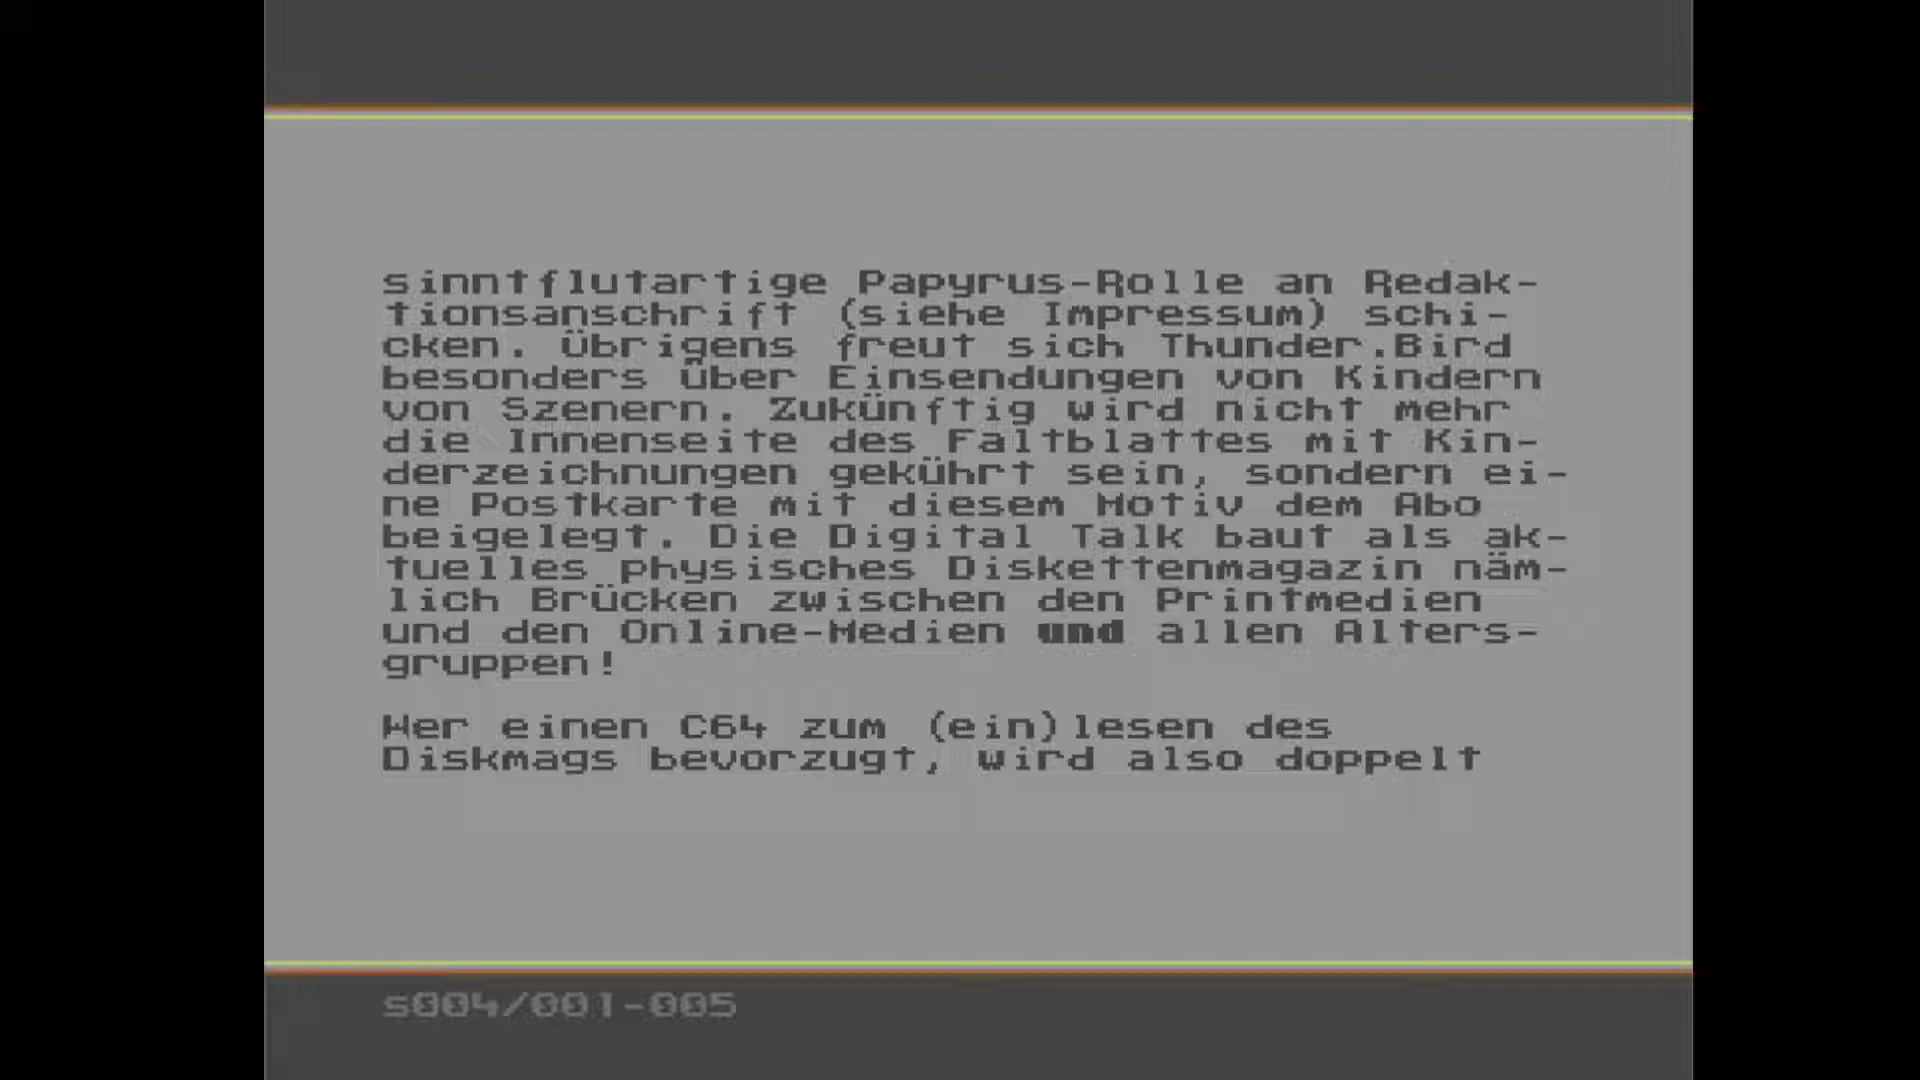 sinntflutartige Papyrus-Rolle an Redak-
tionsanschrift (siehe Impressum) schi-
cken. Übrigens freut sich Thunder.Bird
besonders über Einsendungen von Kindern
von Szenern. Zukünftig wird nicht mehr
die Innenseite des Faltblattes mit Kin-
derzeichnungen gekührt sein, sondern ei-
ne Postkarte mit diesem Motiv dem Abo
beigelegt. Die Digital Talk baut als ak-
tuelles physisches Diskettenmagazin näm-
lich Brücken zwischen den Printmedien
und den Online-Medien und allen Alters-
gruppen!
Wer einen C64 zum (ein)lesen des
Diskmags bevorzugt, wird also doppelt
s004/001-005